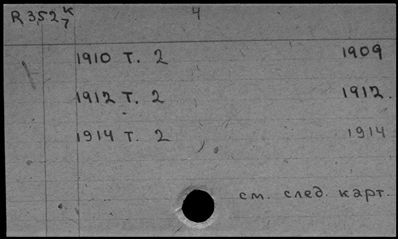 R352 К/7 4
1910 Т. 2 1909
1912 Т. 2 1912.
1914 Т. 2 1914
см. след. карт.